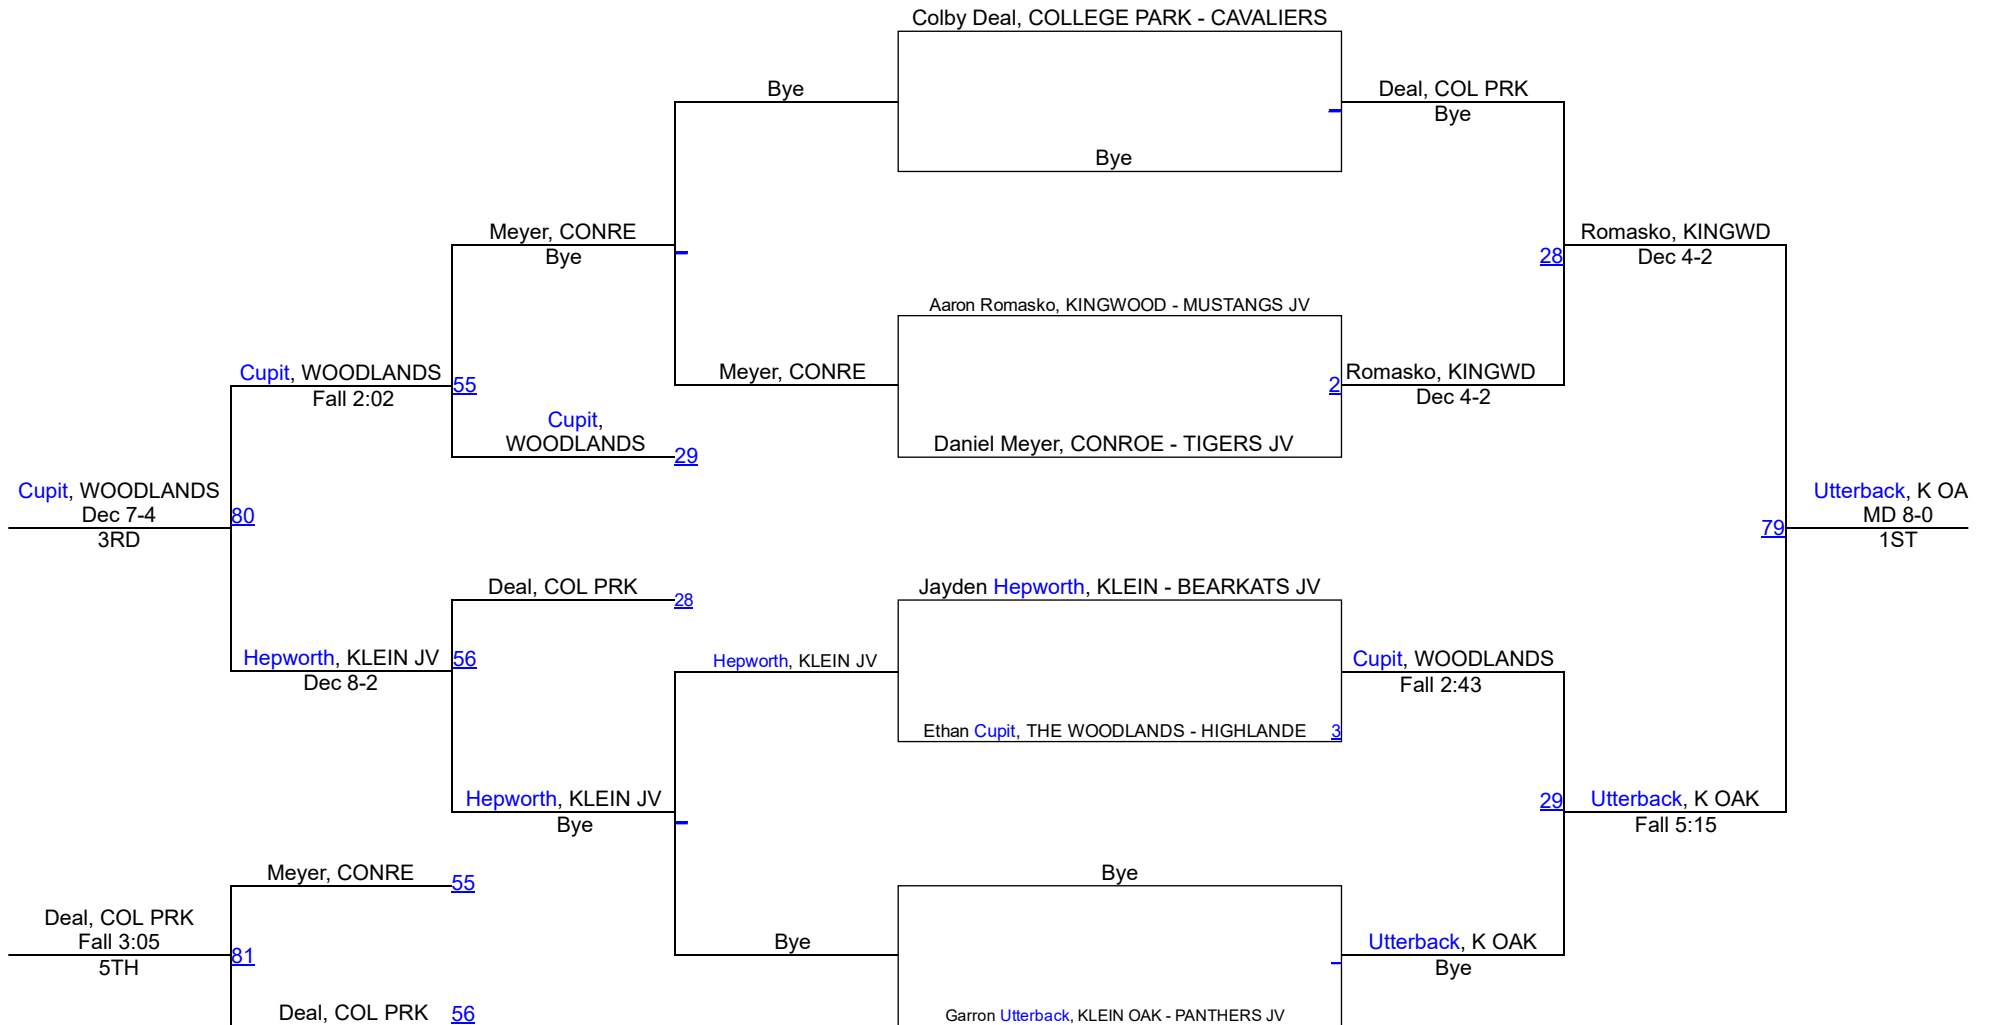 Colby Deal, COLLEGE PARK - CAVALIERS
Bye
Deal, COL PRK
Bye
Bye
Meyer, CONRE
Bye
Romasko, KINGWD
28
Dec 4-2
Aaron Romasko, KINGWOOD - MUSTANGS JV
Cupit, WOODLANDS
55
Fall 2:02
Meyer, CONRE
2
Romasko, KINGWD
Dec 4-2
Cupit,
WOODLANDS
29
Daniel Meyer, CONROE - TIGERS JV
Cupit, WOODLANDS
Dec 7-4
80
3RD
Utterback, K OA
MD 8-0
79
1ST
Deal, COL PRK
28
Jayden Hepworth, KLEIN - BEARKATS JV
Hepworth, KLEIN JV
56
Dec 8-2
Hepworth, KLEIN JV
Cupit, WOODLANDS
Fall 2:43
Ethan Cupit, THE WOODLANDS - HIGHLANDE
3
Hepworth, KLEIN JV
Bye
29
Utterback, K OAK
Fall 5:15
Meyer, CONRE
55
Bye
Deal, COL PRK
Fall 3:05
81
5TH
Bye
Utterback, K OAK
Bye
Deal, COL PRK
56
Garron Utterback, KLEIN OAK - PANTHERS JV